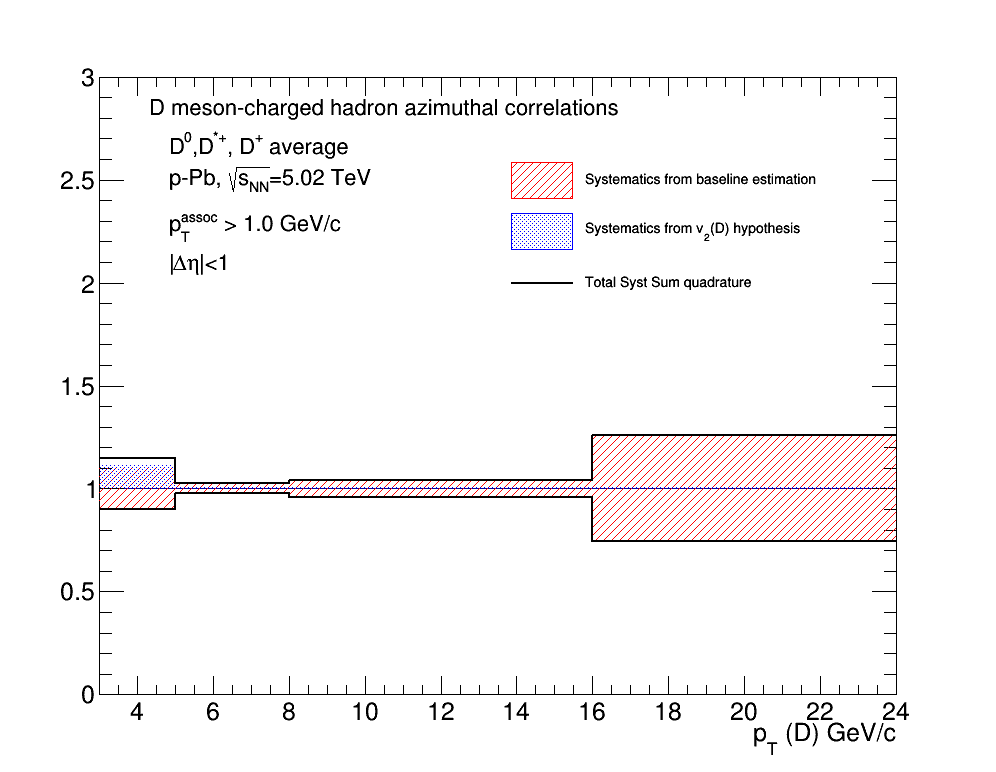 D meson-charged hadron azimuthal correlations
D⁰,D*⁺, D⁺ average
p-Pb, √sNN=5.02 TeV
pTassoc > 1.0 GeV/c
|Δη|<1
Systematics from baseline estimation
Systematics from v₂(D) hypothesis
Total Syst Sum quadrature
3
2.5
2
1.5
1
0.5
0
4 6 8 10 12 14 16 18 20 22 24
pT (D) GeV/c